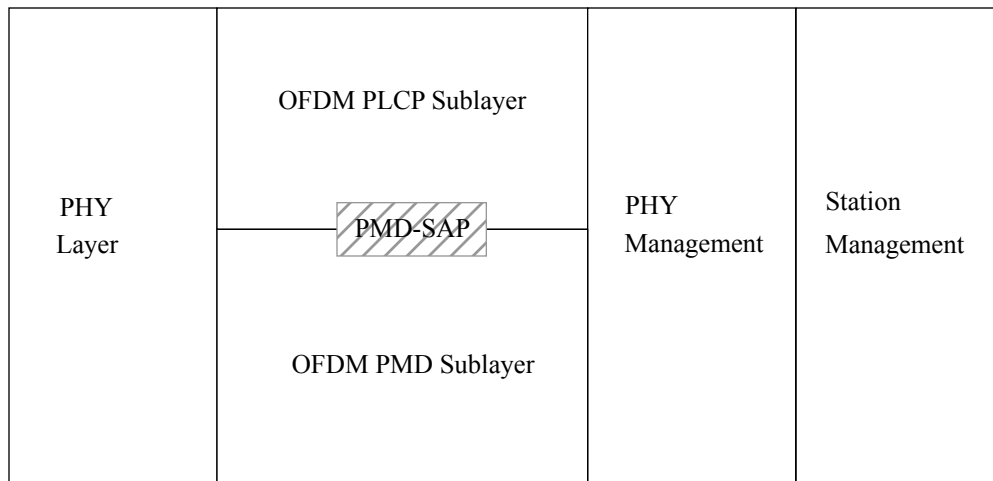 OFDM PLCP Sublayer
PHY
Layer
PMD-SAP
PHY
Management
Station
Management
OFDM PMD Sublayer